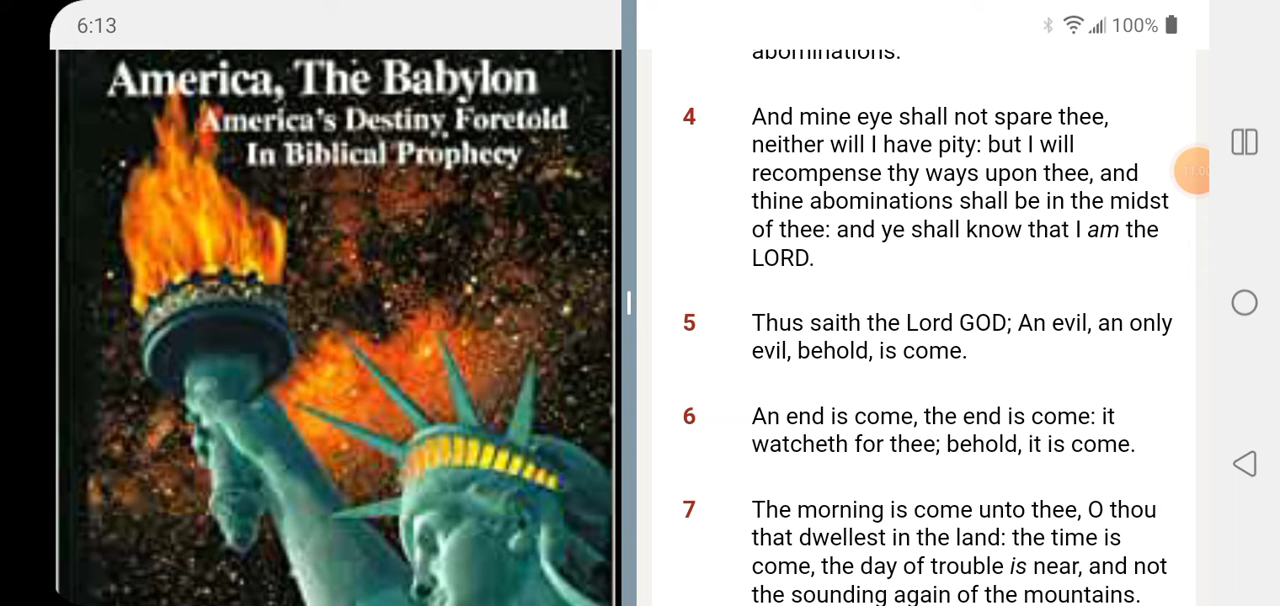 6:13
100%
America, The Babylon
America's Destiny Foretold
In Biblical Prophecy
abominations.
4 And mine eye shall not spare thee,
neither will I have pity: but I will
recompense thy ways upon thee, and
thine abominations shall be in the midst
of thee: and ye shall know that I am the
LORD.
5 Thus saith the Lord GOD; An evil, an only
evil, behold, is come.
6 An end is come, the end is come: it
watcheth for thee; behold, it is come.
7 The morning is come unto thee, O thou
that dwellest in the land: the time is
come, the day of trouble is near, and not
the sounding again of the mountains.